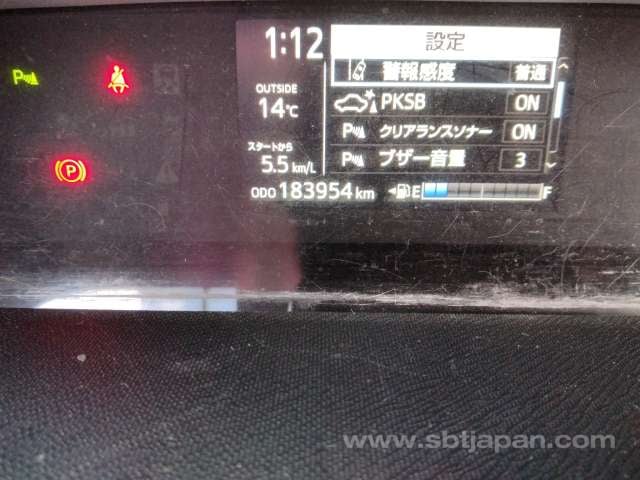 1:12
設定
警報感度 普通
OUTSIDE
14℃
PKSB ON
P クリアランスソナー ON
スタートから
5.5 km/L
P ブザー音量 3
ODO 183954 km
E F
P
P
www.sbtjapan.com